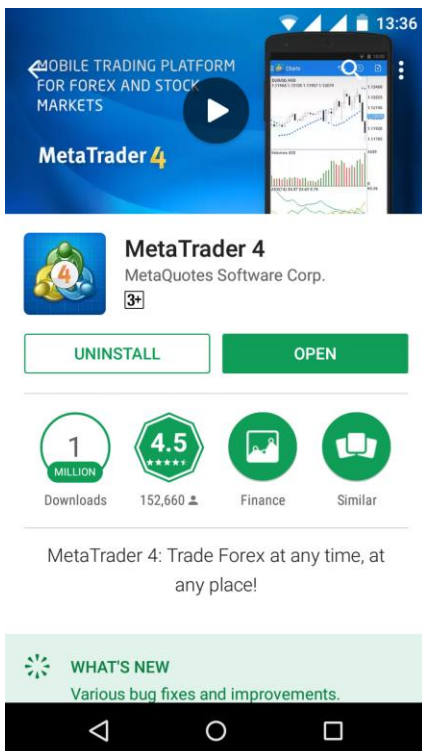 13:36
MOBILE TRADING PLATFORM
FOR FOREX AND STOCK
MARKETS
MetaTrader 4
Charts
MetaTrader 4
MetaQuotes Software Corp.
3+
UNINSTALL
OPEN
1
MILLION
4.5
Downloads
152,660
Finance
Similar
MetaTrader 4: Trade Forex at any time, at
any place!
WHAT'S NEW
Various bug fixes and improvements.